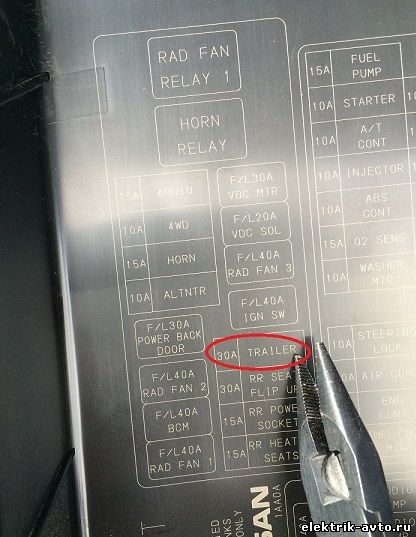 RAD FAN
RELAY 1
HORN
RELAY
15A AUDIO
10A 4WD
15A HORN
10A ALTNTR
F/L30A
POWER BACK
DOOR
F/L40A
RAD FAN 2
F/L40A
BCM
F/L40A
RAD FAN 1
F/L30A
VDC MTR
F/L20A
VDC SOL
F/L40A
RAD FAN 3
F/L40A
IGN SW
30A TRAILER
30A RR SEAT
FLIP UP
15A RR POWER
SOCKET
15A RR HEAT
SEATS
15A FUEL
PUMP
10A STARTER
10A A/T
CONT
10A INJECTOR
10A ABS
CONT
15A O2 SENS
10A WASHER
MTR
10A STEERING
LOCK
AIR CON
ENG
CONT
1AA0A
SSAN
elektrik-avto.ru